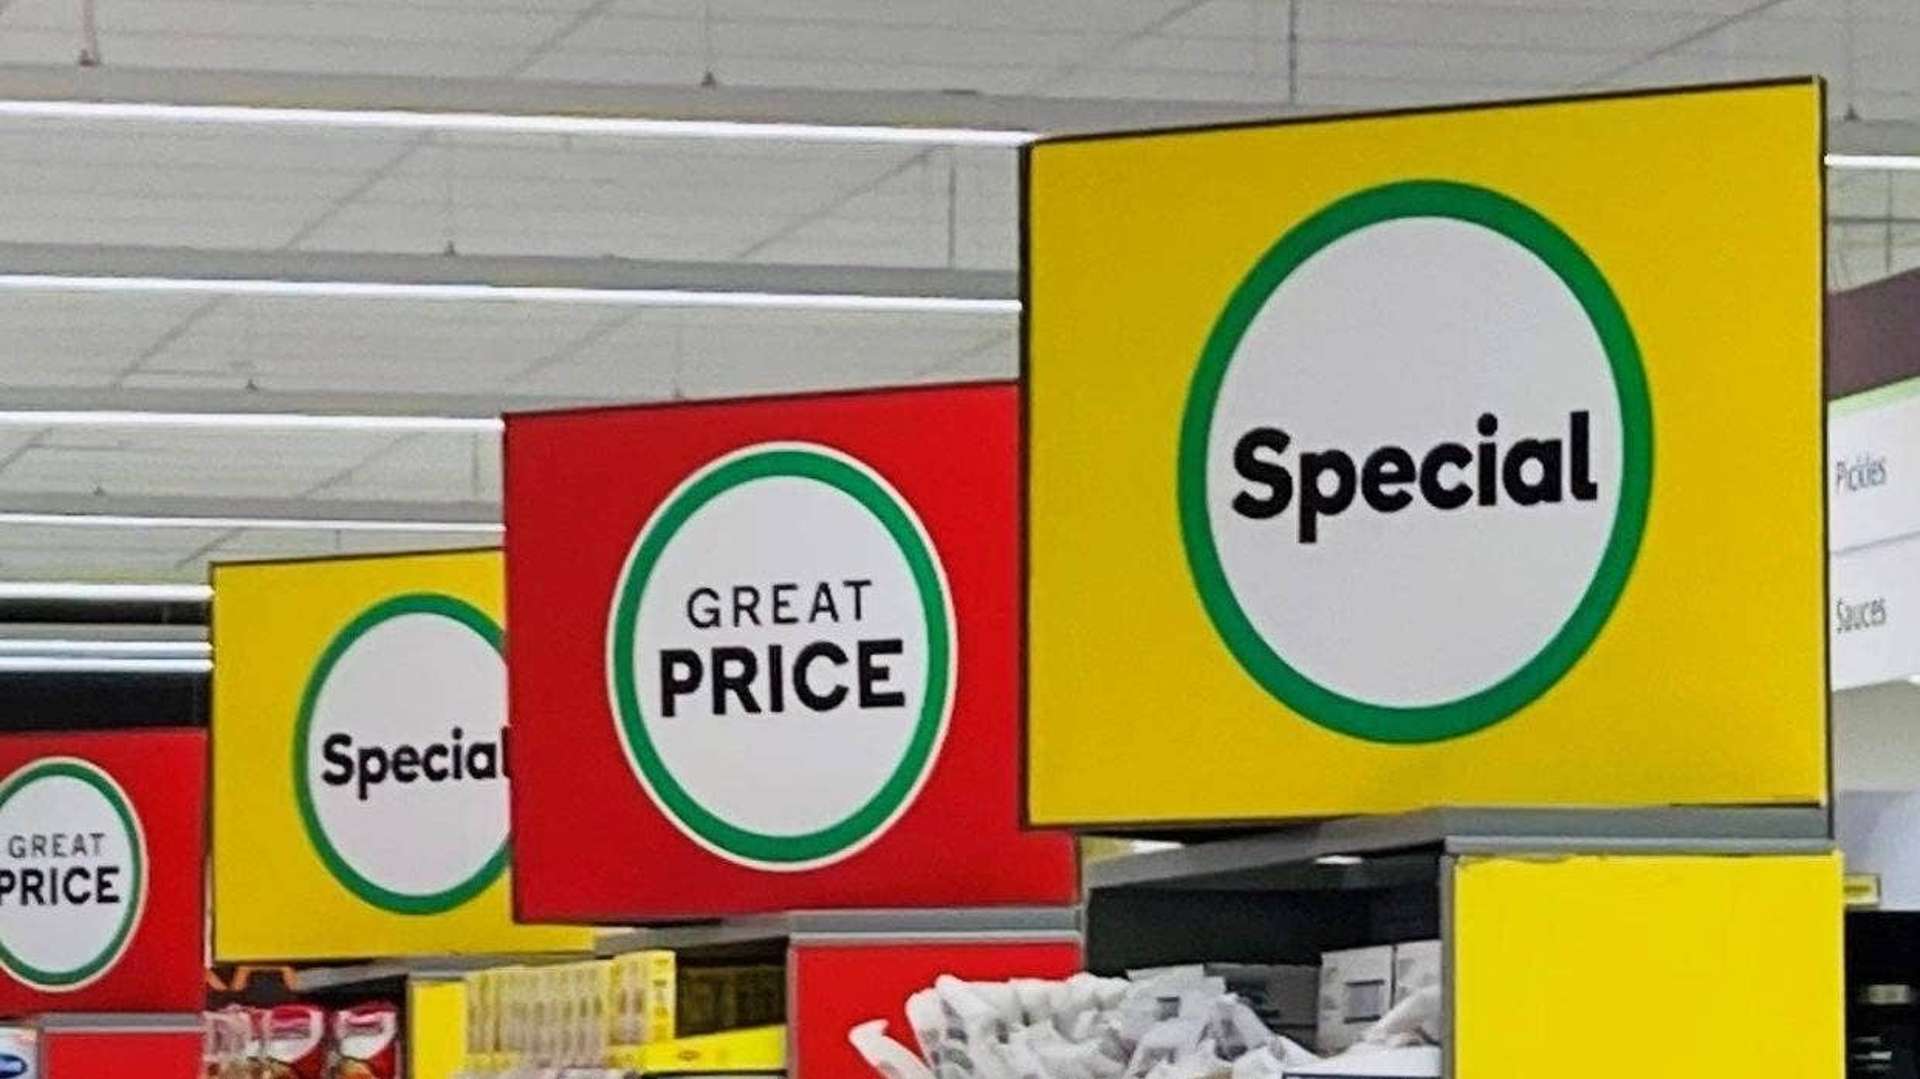 Special
Pickles
Sauces
GREAT
PRICE
Special
GREAT
PRICE